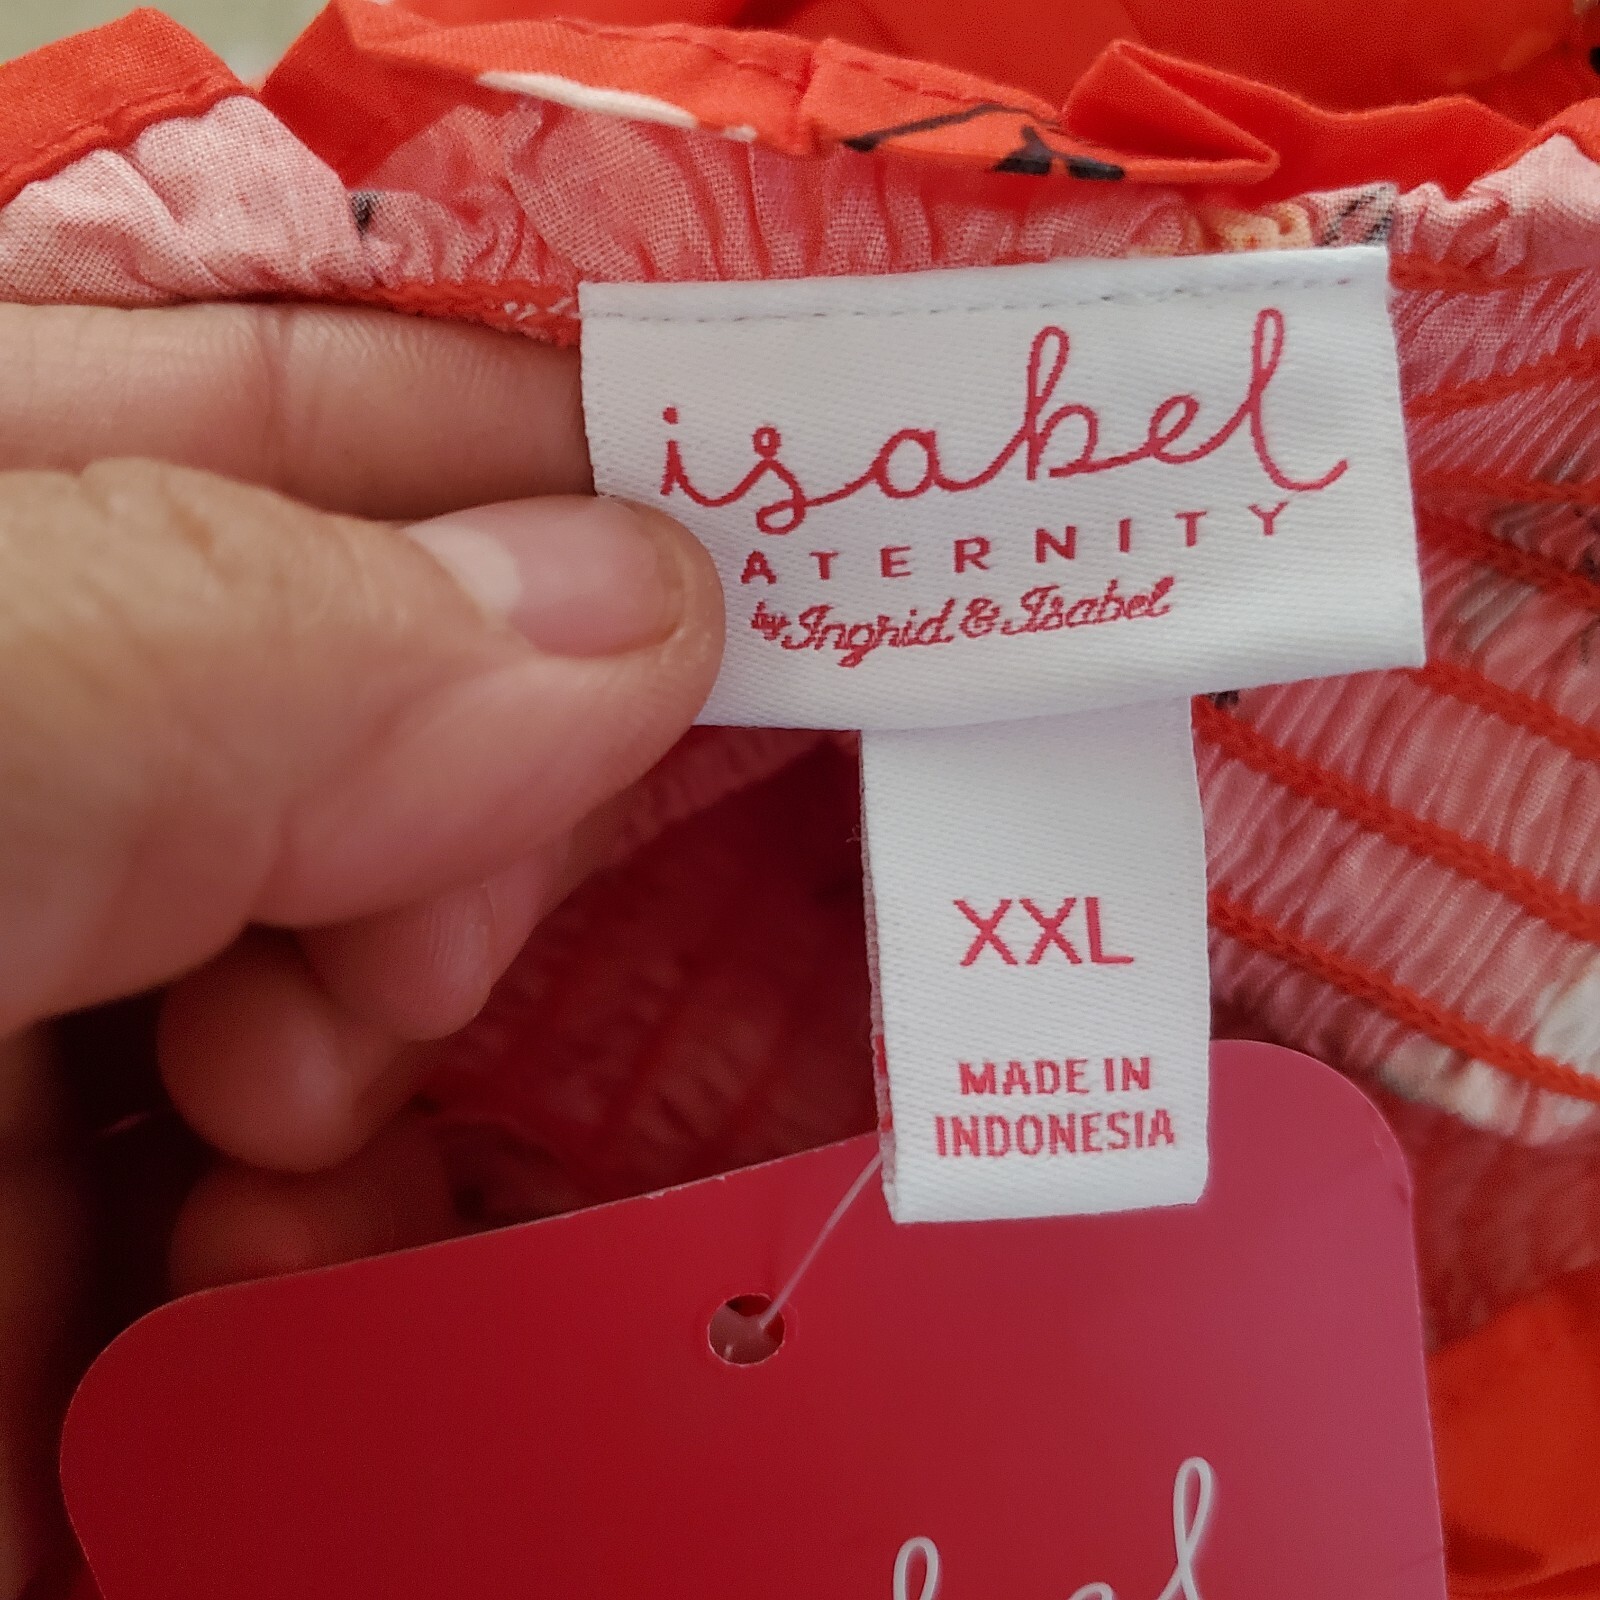 isabel
ATERNITY
by Ingrid & Isabel
XXL
MADE IN
INDONESIA